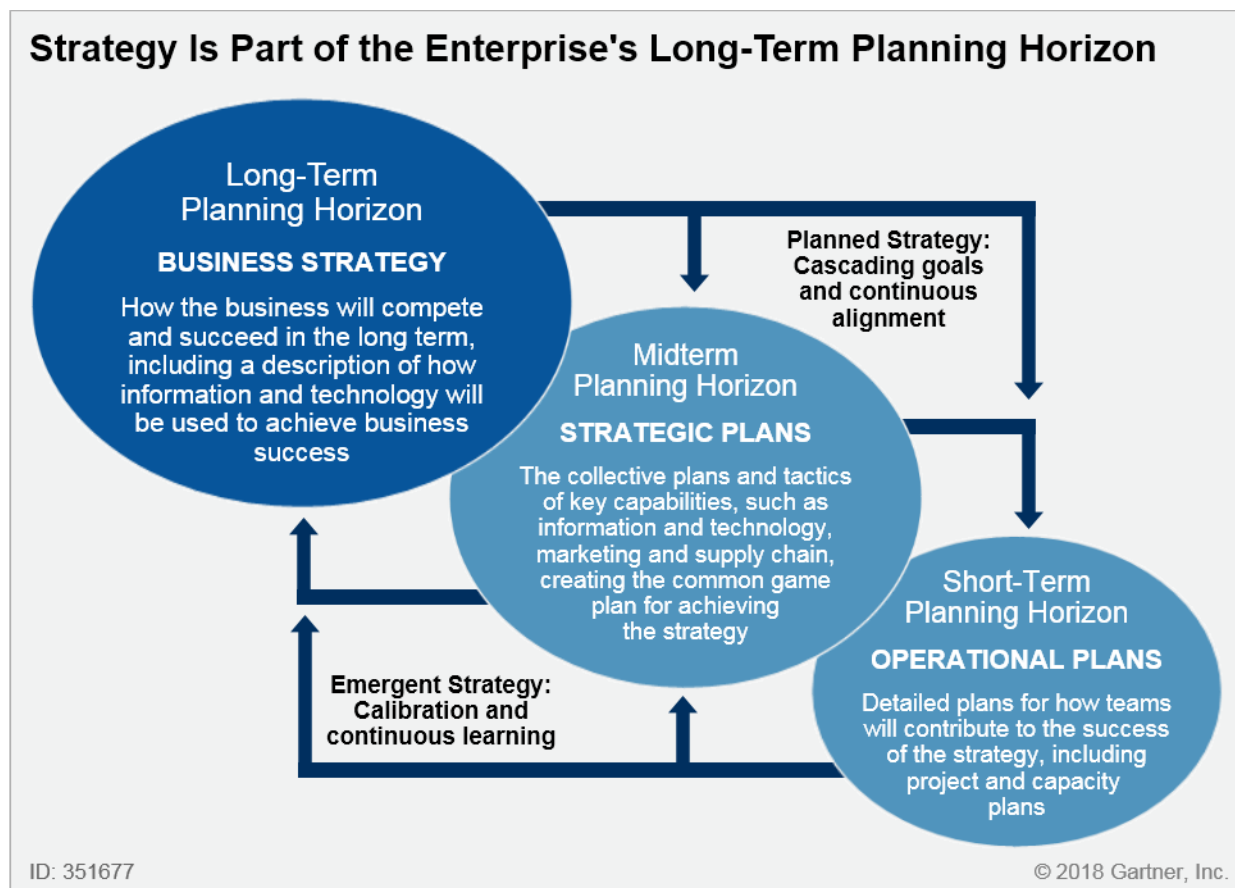 Strategy Is Part of the Enterprise's Long-Term Planning Horizon
Long-Term
Planning Horizon
BUSINESS STRATEGY
How the business will compete
and succeed in the long term,
including a description of how
information and technology will
be used to achieve business
success
Planned Strategy:
Cascading goals
and continuous
alignment
Midterm
Planning Horizon
STRATEGIC PLANS
The collective plans and tactics
of key capabilities, such as
information and technology,
marketing and supply chain,
creating the common game
plan for achieving
the strategy
Short-Term
Planning Horizon
OPERATIONAL PLANS
Detailed plans for how teams
will contribute to the success
of the strategy, including
project and capacity
plans
Emergent Strategy:
Calibration and
continuous learning
ID: 351677
© 2018 Gartner, Inc.